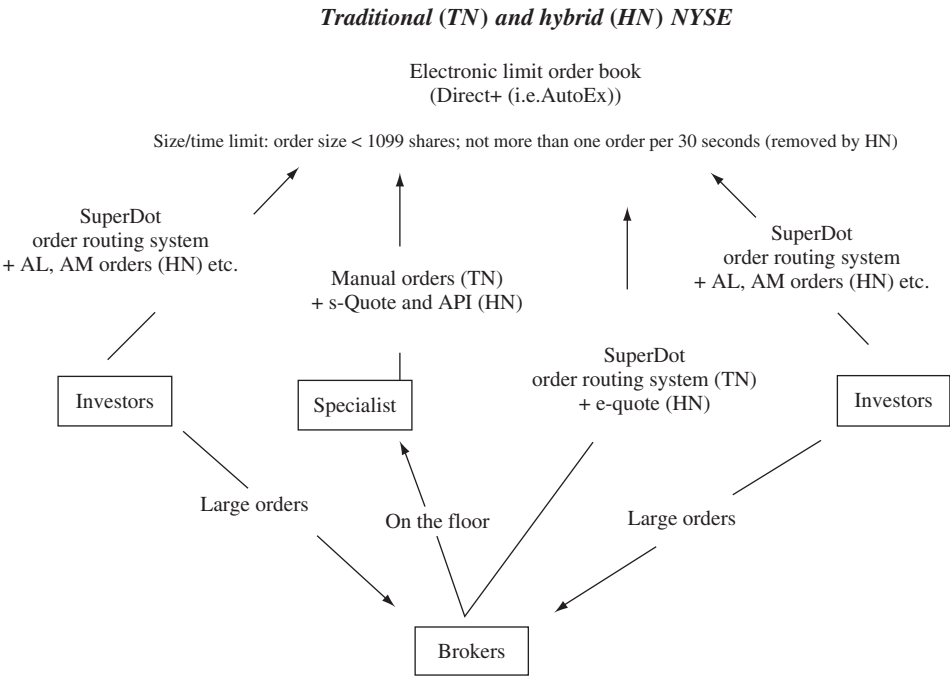 Traditional (TN) and hybrid (HN) NYSE
Electronic limit order book
(Direct+ (i.e.AutoEx))
Size/time limit: order size < 1099 shares; not more than one order per 30 seconds (removed by HN)
SuperDot
order routing system
+ AL, AM orders (HN) etc.
Manual orders (TN)
+ s-Quote and API (HN)
SuperDot
order routing system
+ AL, AM orders (HN) etc.
SuperDot
order routing system (TN)
+ e-quote (HN)
Investors
Specialist
Investors
Large orders
On the floor
Large orders
Brokers